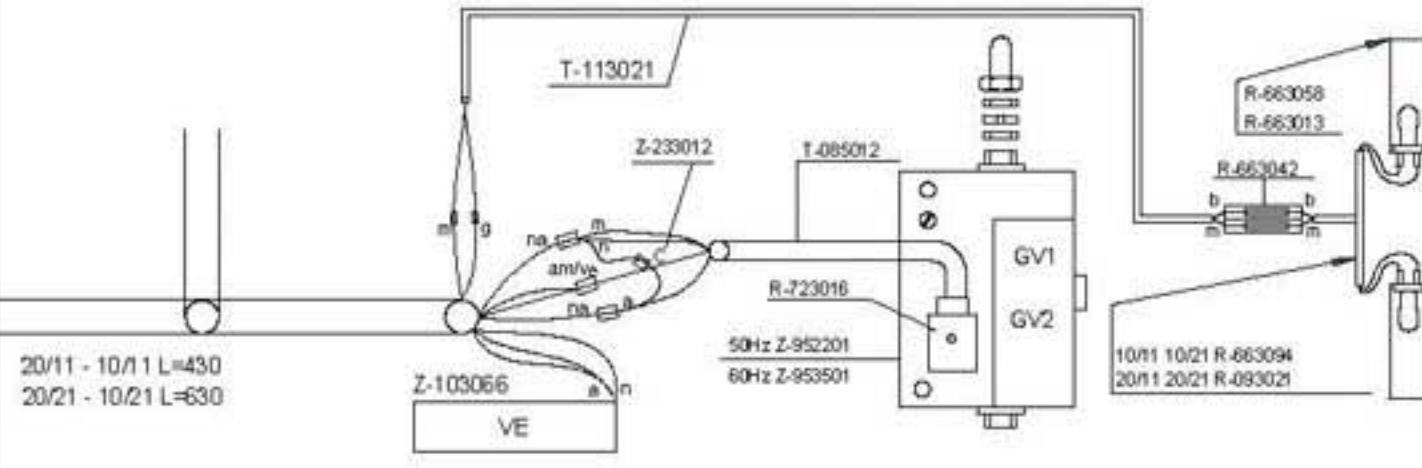 T-113021
R-663058
R-663013
Z-233012
T-085012
R-663042
b
b
m
g
na
m
n
m
m
am/ve
GV1
na
a
R-723016
GV2
50Hz Z-952201
60Hz Z-953501
20/11 - 10/11 L=430
20/21 - 10/21 L=630
10/11 10/21 R-663094
20/11 20/21 R-093021
Z-103066
a
n
VE